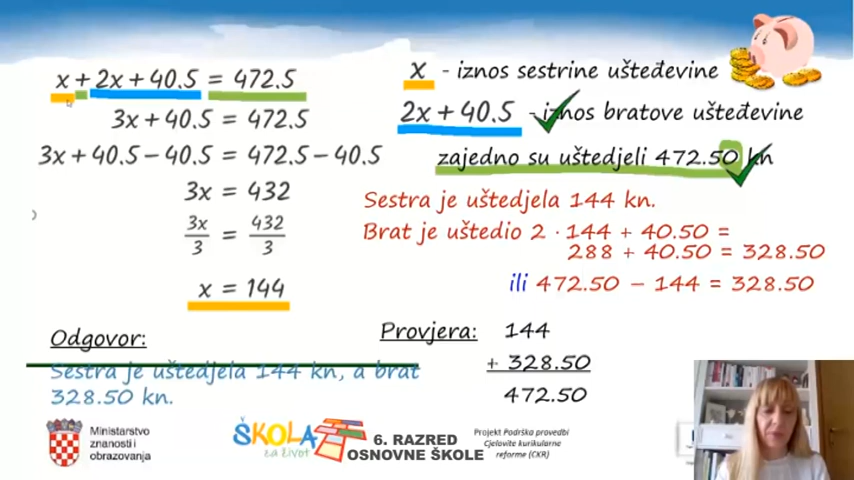 x + 2x + 40.5 = 472.5
3x + 40.5 = 472.5
3x + 40.5 – 40.5 = 472.5 – 40.5
3x = 432
3x/3 = 432/3
x = 144
x - iznos sestrine ušteđevine
2x + 40.5 - iznos bratove ušteđevine
zajedno su uštedjeli 472.50 kn
Sestra je uštedjela 144 kn.
Brat je uštedio 2 · 144 + 40.50 =
288 + 40.50 = 328.50
ili 472.50 – 144 = 328.50
Odgovor:
Sestra je uštedjela 144 kn, a brat
328.50 kn.
Provjera: 144
+ 328.50
472.50
Ministarstvo
znanosti i
obrazovanja
ŠKOLA
za život
6. RAZRED
OSNOVNE ŠKOLE
Projekt Podrška provedbi
Cjelovite kurikularne
reforme (CKR)